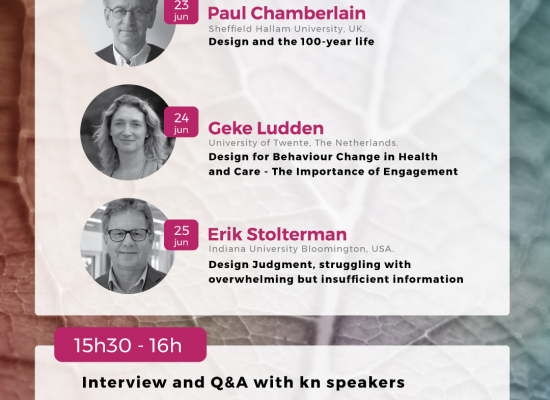 23
jun
Paul Chamberlain
Sheffield Hallam University, UK.
Design and the 100-year life
24
jun
Geke Ludden
University of Twente, The Netherlands.
Design for Behaviour Change in Health
and Care - The Importance of Engagement
25
jun
Erik Stolterman
Indiana University Bloomington, USA.
Design Judgment, struggling with
overwhelming but insufficient information
15h30 - 16h
Interview and Q&A with kn speakers